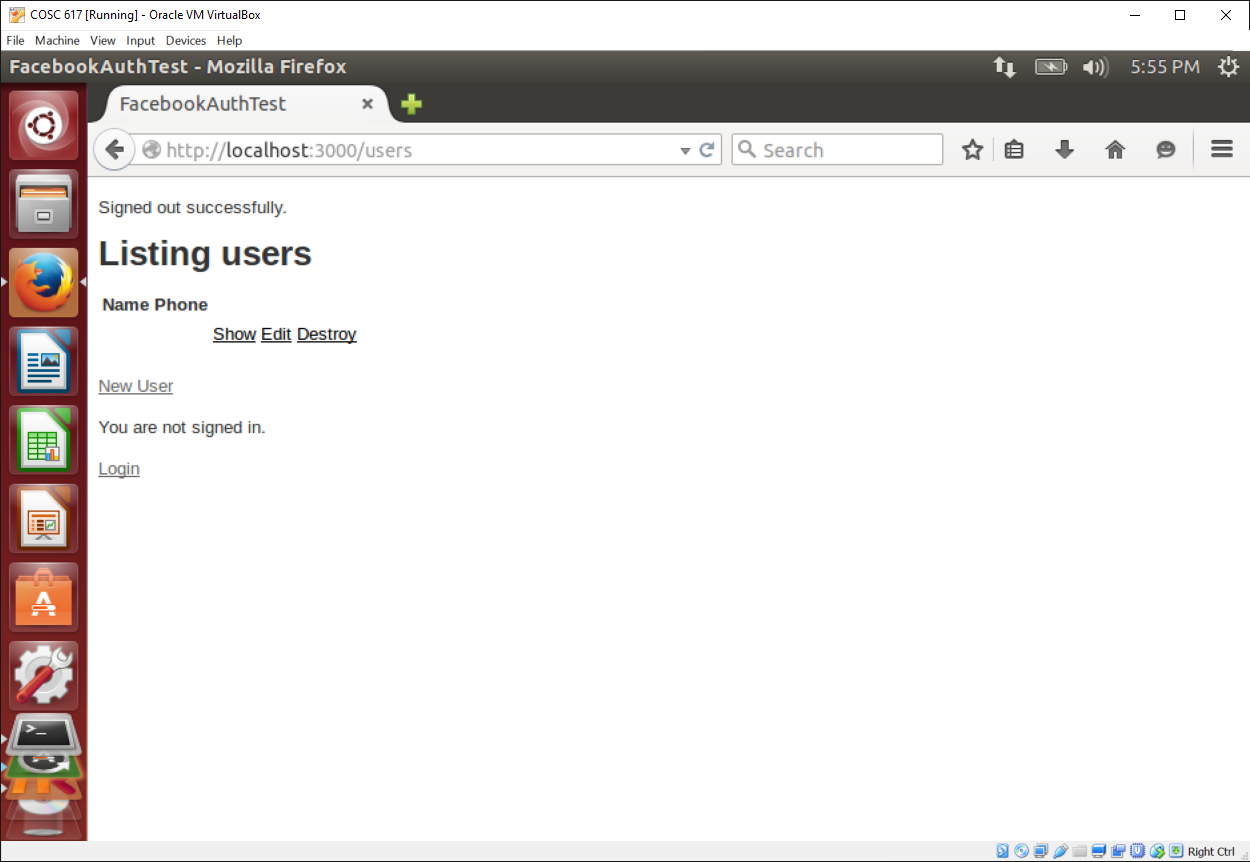 COSC 617 [Running] - Oracle VM VirtualBox
File Machine View Input Devices Help
FacebookAuthTest - Mozilla Firefox 5:55 PM
FacebookAuthTest
http://localhost:3000/users Search
Signed out successfully.
Listing users
Name Phone
Show Edit Destroy
New User
You are not signed in.
Login
Right Ctrl